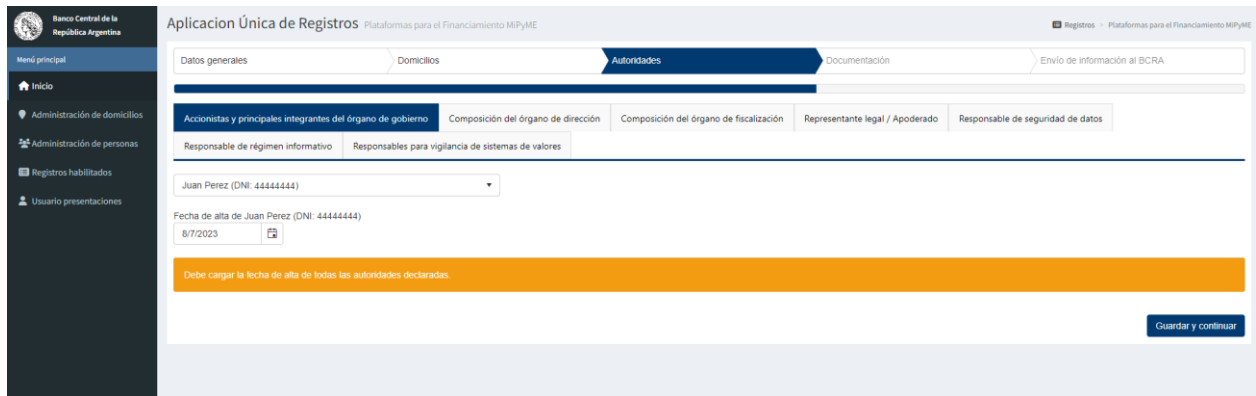 Banco Central de la
República Argentina
Aplicacion Única de Registros Plataformas para el Financiamiento MiPyME
Registros > Plataformas para el Financiamiento MiPyME
Menú principal
Inicio
Administración de domicilios
Administración de personas
Registros habilitados
Usuario presentaciones
Datos generales
Domicilios
Autoridades
Documentación
Envío de información al BCRA
Accionistas y principales integrantes del órgano de gobierno
Composición del órgano de dirección
Composición del órgano de fiscalización
Representante legal / Apoderado
Responsable de seguridad de datos
Responsable de régimen informativo
Responsables para vigilancia de sistemas de valores
Juan Perez (DNI: 44444444)
Fecha de alta de Juan Perez (DNI: 44444444)
8/7/2023
Debe cargar la fecha de alta de todas las autoridades declaradas.
Guardar y continuar